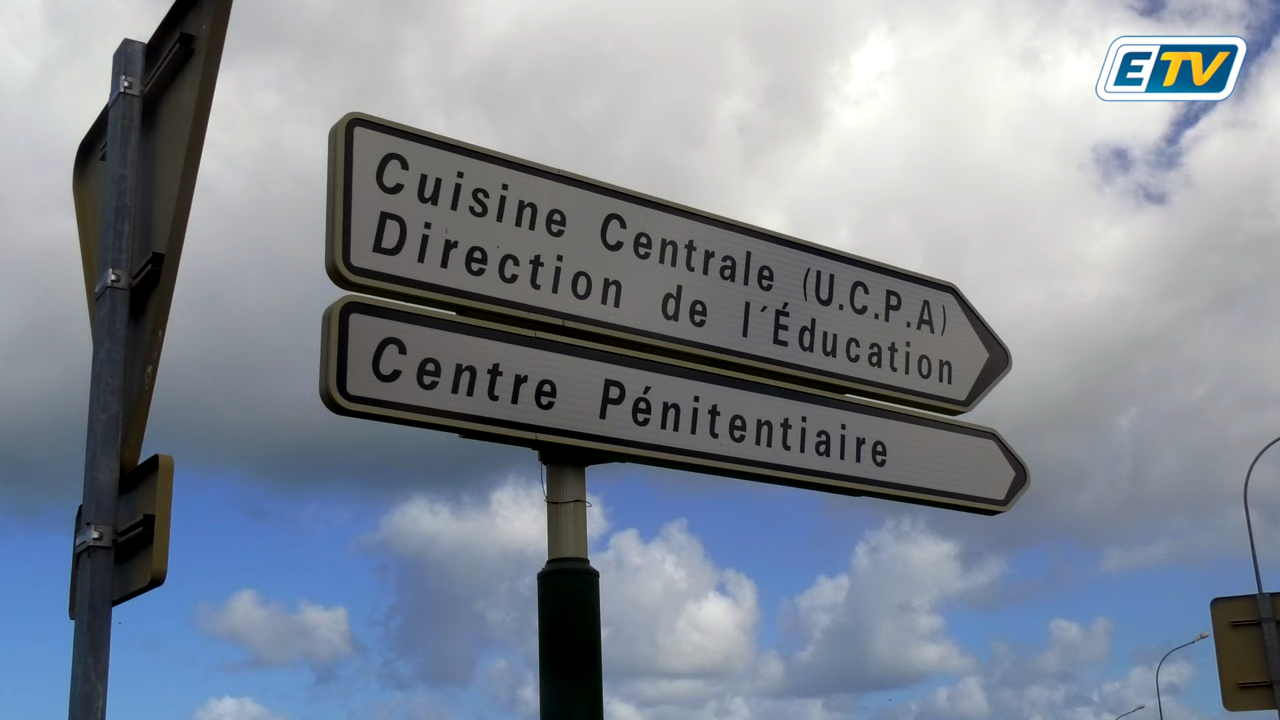 ETV
Cuisine Centrale (U.C.P.A)
Direction de l´Éducation
Centre Pénitentiaire